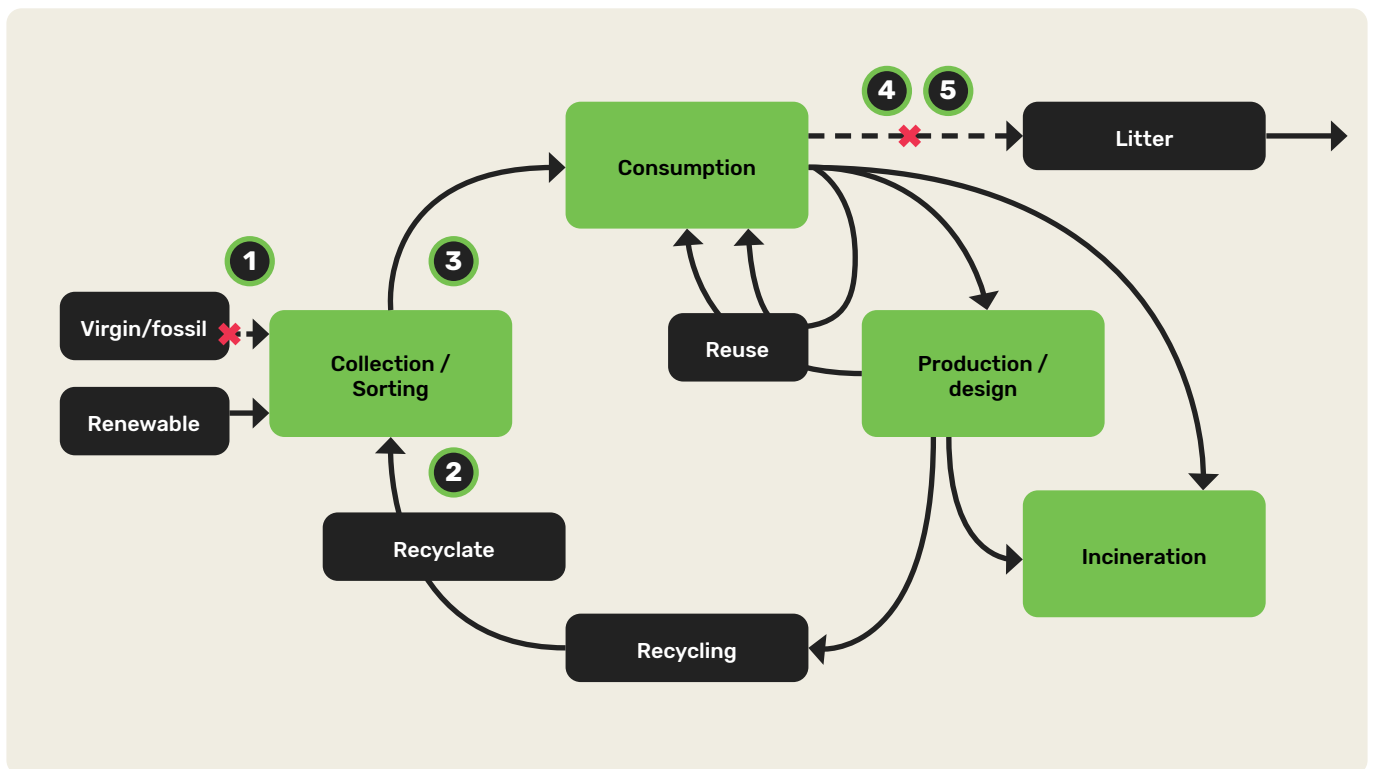 4
5
Litter
Consumption
1
3
Virgin/fossil
Reuse
Collection /
Sorting
Production /
design
Renewable
2
Recyclate
Incineration
Recycling